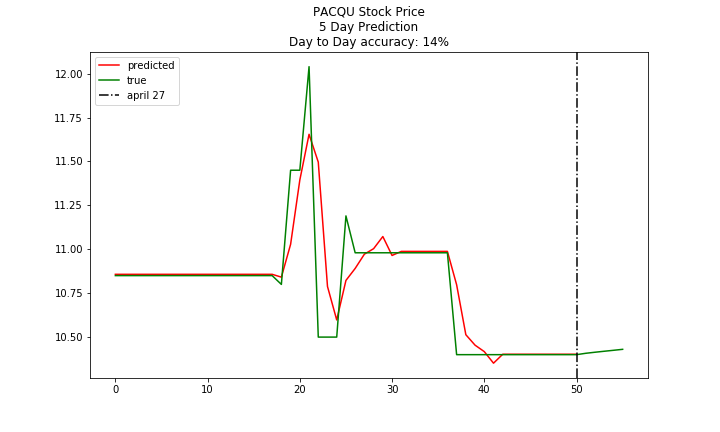 PACQU Stock Price
5 Day Prediction
Day to Day accuracy: 14%
predicted
true
april 27
12.00
11.75
11.50
11.25
11.00
10.75
10.50
0 10 20 30 40 50